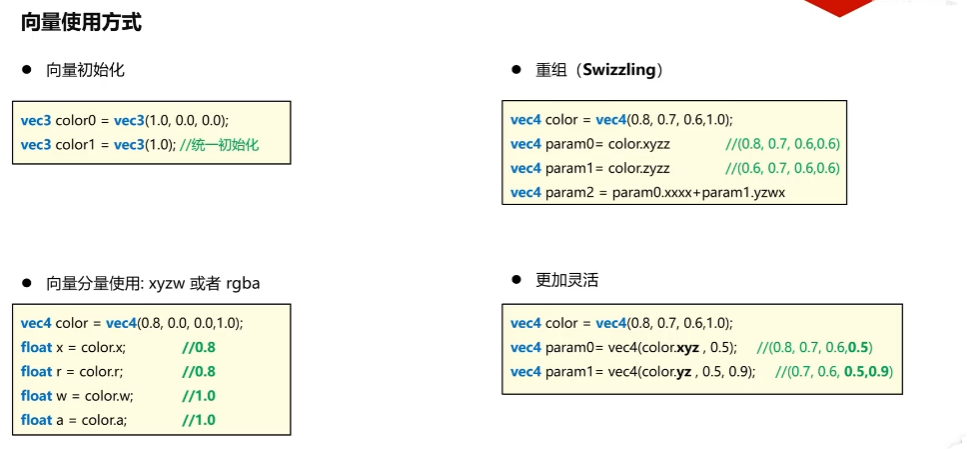 向量使用方式
● 向量初始化
vec3 color0 = vec3(1.0, 0.0, 0.0);
vec3 color1 = vec3(1.0); //统一初始化
● 向量分量使用: xyzw 或者 rgba
vec4 color = vec4(0.8, 0.0, 0.0,1.0);
float x = color.x; //0.8
float r = color.r; //0.8
float w = color.w; //1.0
float a = color.a; //1.0
● 重组（Swizzling）
vec4 color = vec4(0.8, 0.7, 0.6,1.0);
vec4 param0= color.xyzz //(0.8, 0.7, 0.6,0.6)
vec4 param1= color.zyzz //(0.6, 0.7, 0.6,0.6)
vec4 param2 = param0.xxxx+param1.yzwx
● 更加灵活
vec4 color = vec4(0.8, 0.7, 0.6,1.0);
vec4 param0= vec4(color.xyz , 0.5); //(0.8, 0.7, 0.6,0.5)
vec4 param1= vec4(color.yz , 0.5, 0.9); //(0.7, 0.6, 0.5,0.9)